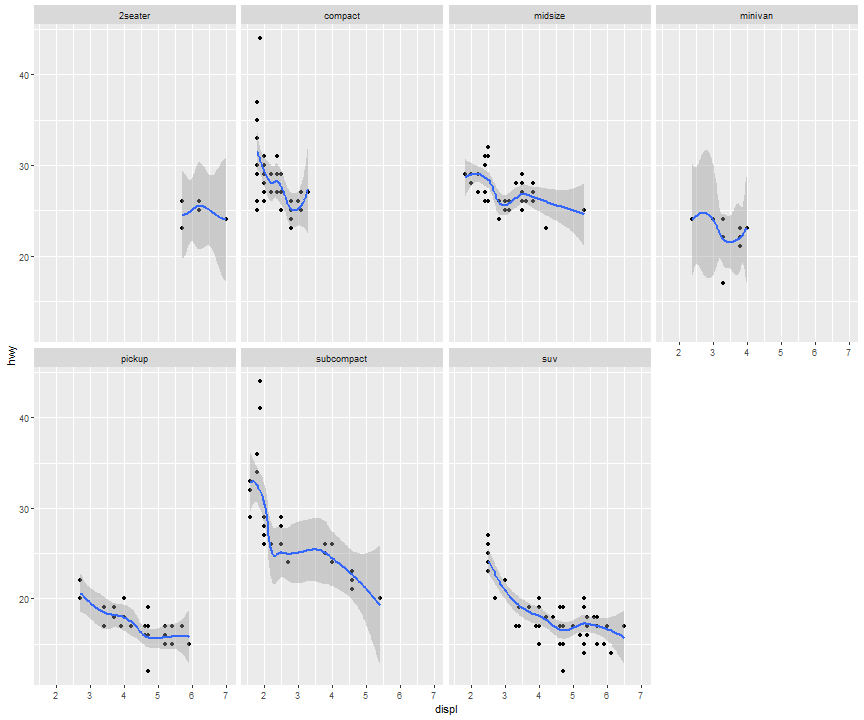 2seater compact midsize minivan
40
30
20
2 3 4 5 6 7
hwy
pickup subcompact suv
40
30
20
2 3 4 5 6 7 2 3 4 5 6 7 2 3 4 5 6 7
displ